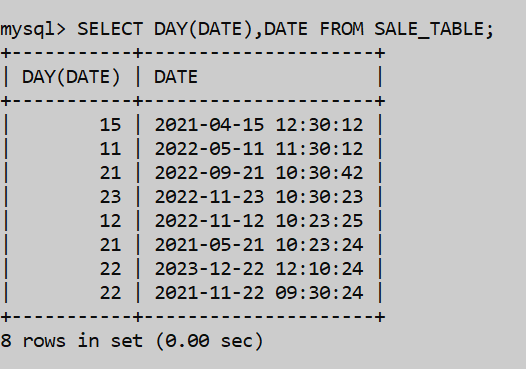 mysql> SELECT DAY(DATE),DATE FROM SALE_TABLE;
+-----------+---------------------+
| DAY(DATE) | DATE                |
+-----------+---------------------+
|        15 | 2021-04-15 12:30:12 |
|        11 | 2022-05-11 11:30:12 |
|        21 | 2022-09-21 10:30:42 |
|        23 | 2022-11-23 10:30:23 |
|        12 | 2022-11-12 10:23:25 |
|        21 | 2021-05-21 10:23:24 |
|        22 | 2023-12-22 12:10:24 |
|        22 | 2021-11-22 09:30:24 |
+-----------+---------------------+
8 rows in set (0.00 sec)